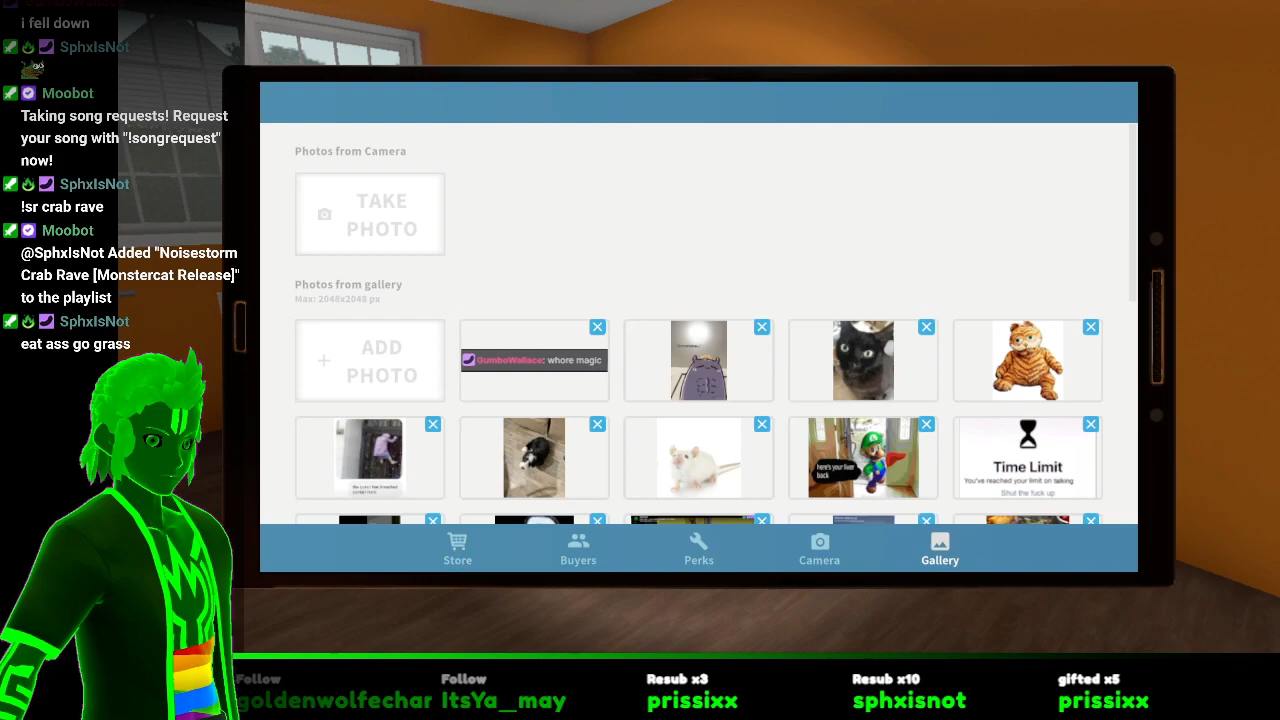 GumboWallace
i fell down
SphxIsNot
Moobot
Taking song requests! Request
your song with "!songrequest"
now!
SphxIsNot
!sr crab rave
Moobot
@SphxIsNot Added "Noisestorm
Crab Rave [Monstercat Release]"
to the playlist
SphxIsNot
eat ass go grass
Photos from Camera
TAKE
PHOTO
Photos from gallery
Max: 2048x2048 px
ADD
PHOTO
GumboWallace: whore magic
here's your liver
back
Time Limit
You've reached your limit on talking
Shut the fuck up
Store
Buyers
Perks
Camera
Gallery
Follow
goldenwolfechar
Follow
ItsYa_may
Resub x3
prissixx
Resub x10
sphxisnot
gifted x5
prissixx